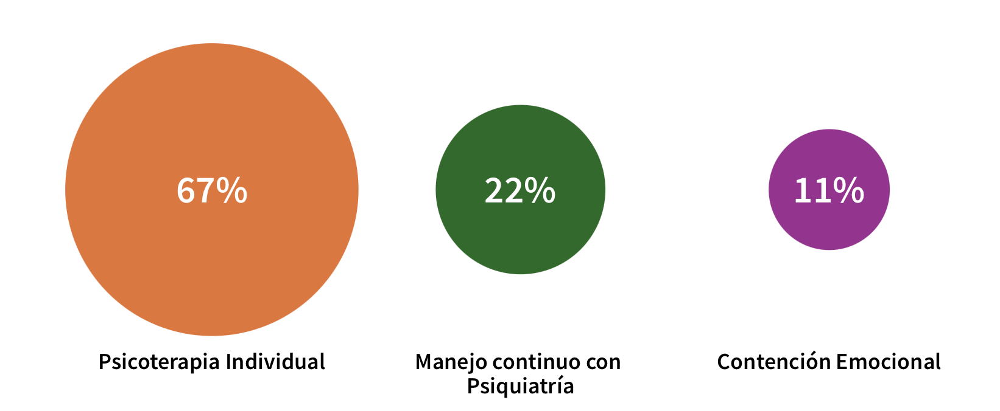 67%
22%
11%
Psicoterapia Individual
Manejo continuo con
Psiquiatría
Contención Emocional